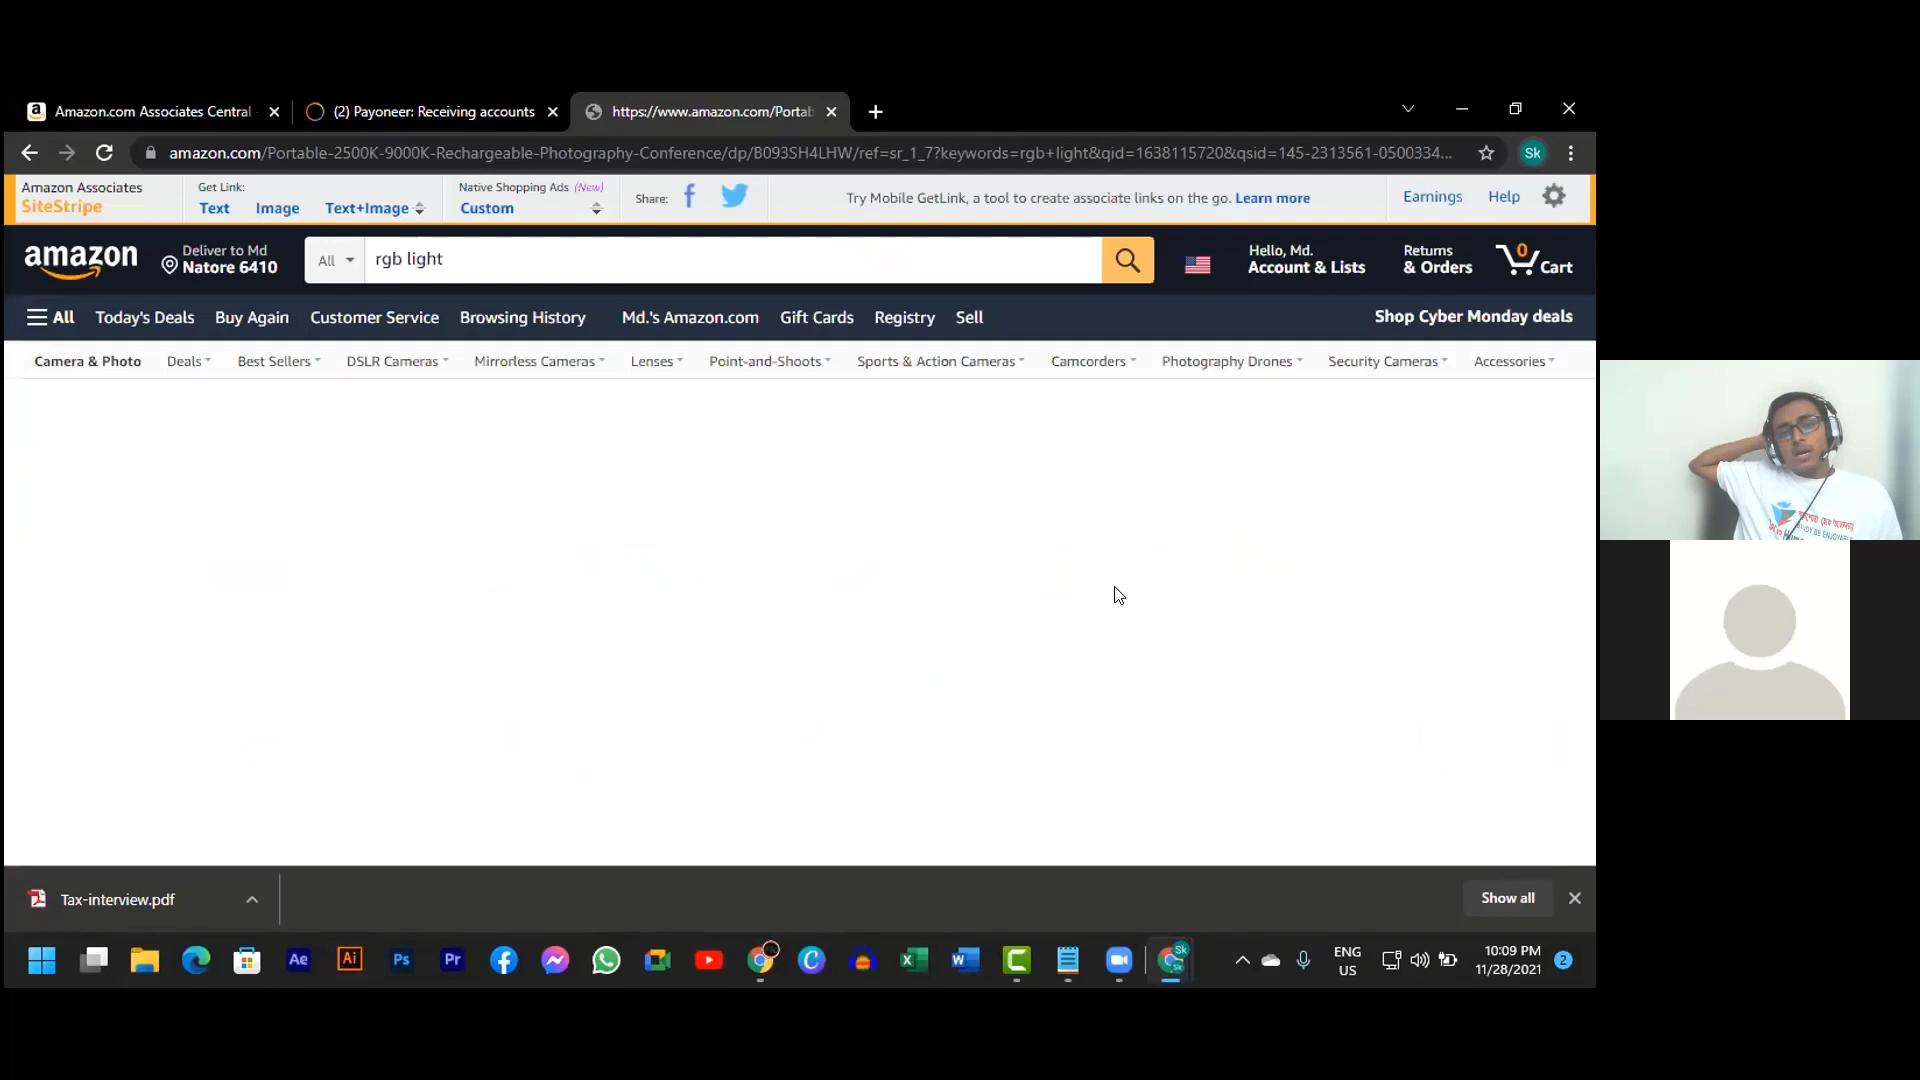 Amazon.com Associates Central
(2) Payoneer: Receiving accounts
https://www.amazon.com/Portab
amazon.com/Portable-2500K-9000K-Rechargeable-Photography-Conference/dp/B093SH4LHW/ref=sr_1_7?keywords=rgb+light&qid=1638115720&qsid=145-2313561-0500334...
Sk
Amazon Associates
SiteStripe
Get Link:
Text Image Text+Image
Native Shopping Ads (New)
Custom
Share:
Try Mobile GetLink, a tool to create associate links on the go. Learn more
Earnings Help
amazon
Deliver to Md
Natore 6410
All
rgb light
Hello, Md.
Account & Lists
Returns
& Orders
0
Cart
All Today's Deals Buy Again Customer Service Browsing History Md.'s Amazon.com Gift Cards Registry Sell
Shop Cyber Monday deals
Camera & Photo Deals Best Sellers DSLR Cameras Mirrorless Cameras Lenses Point-and-Shoots Sports & Action Cameras Camcorders Photography Drones Security Cameras Accessories
Tax-interview.pdf
Show all
Ae Ai Ps Pr
Sk
ENG
US
10:09 PM
11/28/2021
2